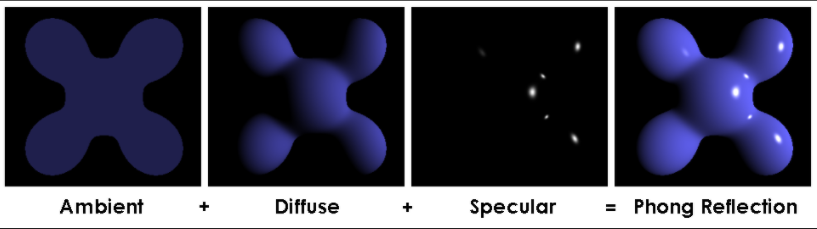 Ambient + Diffuse + Specular = Phong Reflection